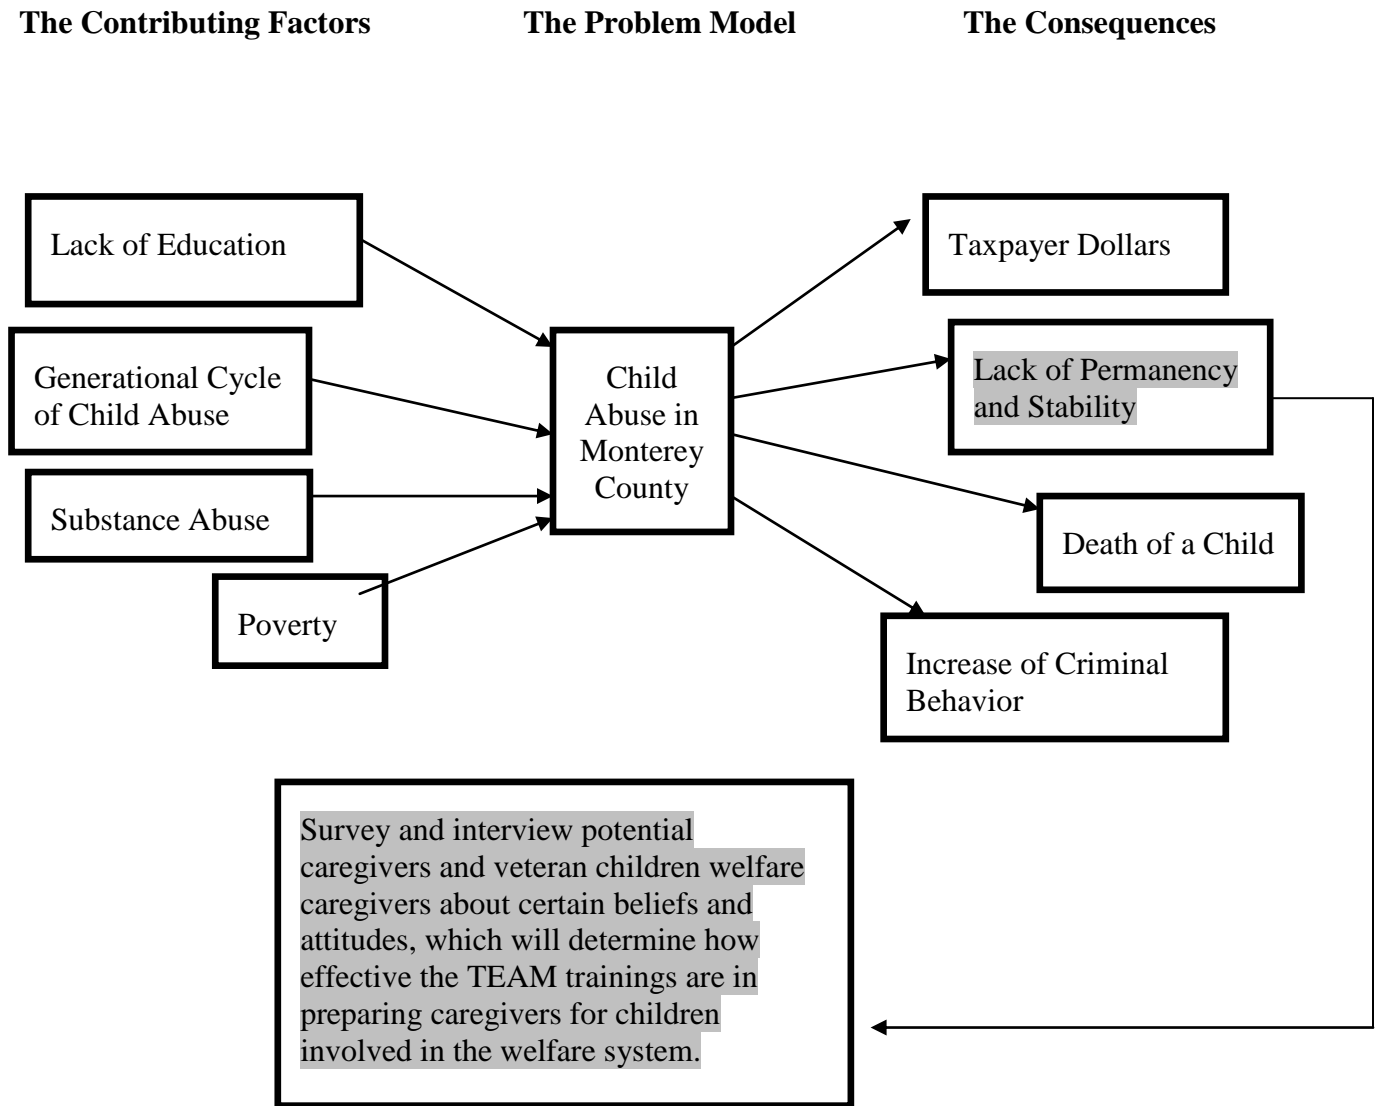 The Contributing Factors
The Problem Model
The Consequences
Lack of Education
Generational Cycle
of Child Abuse
Substance Abuse
Poverty
Child
Abuse in
Monterey
County
Taxpayer Dollars
Lack of Permanency
and Stability
Death of a Child
Increase of Criminal
Behavior
Survey and interview potential
caregivers and veteran children welfare
caregivers about certain beliefs and
attitudes, which will determine how
effective the TEAM trainings are in
preparing caregivers for children
involved in the welfare system.